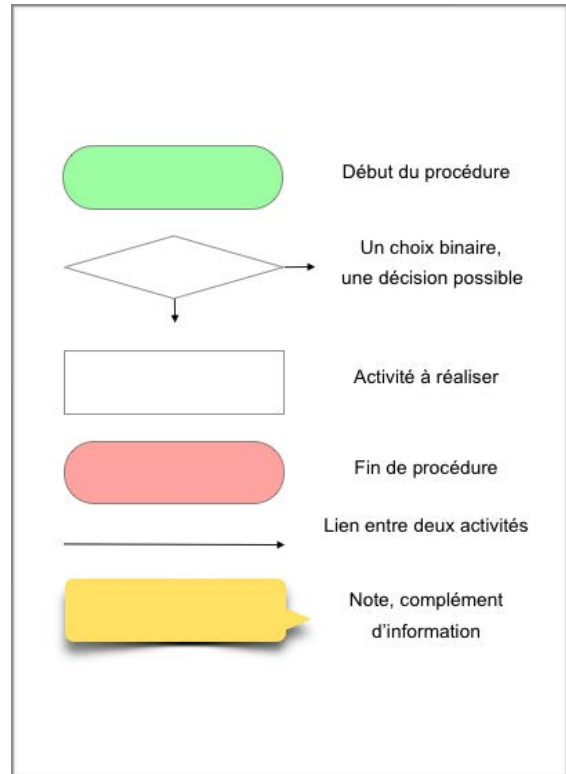 Début du procédure
Un choix binaire,
une décision possible
Activité à réaliser
Fin de procédure
Lien entre deux activités
Note, complément
d’information